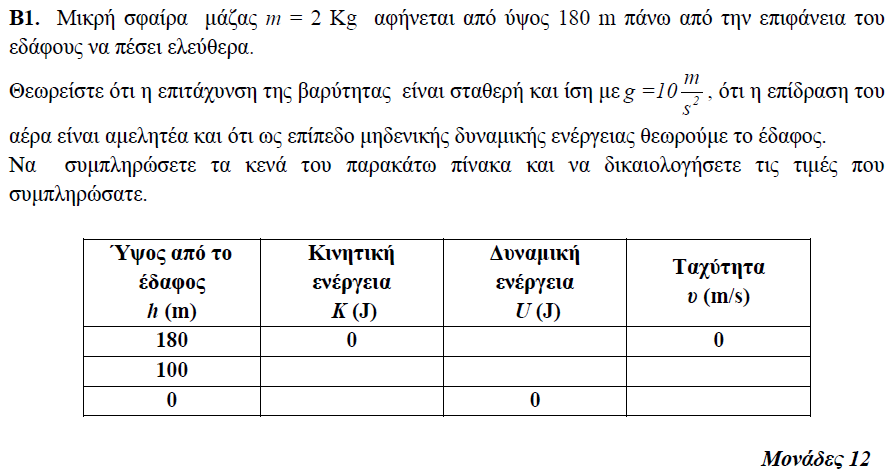 B1. Μικρή σφαίρα μάζας m = 2 Kg αφήνεται από ύψος 180 m πάνω από την επιφάνεια του
εδάφους να πέσει ελεύθερα.
Θεωρείστε ότι η επιτάχυνση της βαρύτητας είναι σταθερή και ίση με g =10 m/s², ότι η επίδραση του
αέρα είναι αμελητέα και ότι ως επίπεδο μηδενικής δυναμικής ενέργειας θεωρούμε το έδαφος.
Να συμπληρώσετε τα κενά του παρακάτω πίνακα και να δικαιολογήσετε τις τιμές που
συμπληρώσατε.
Ύψος από το
έδαφος
h (m)
Κινητική
ενέργεια
K (J)
Δυναμική
ενέργεια
U (J)
Ταχύτητα
υ (m/s)
180 0 0
100
0 0
Μονάδες 12